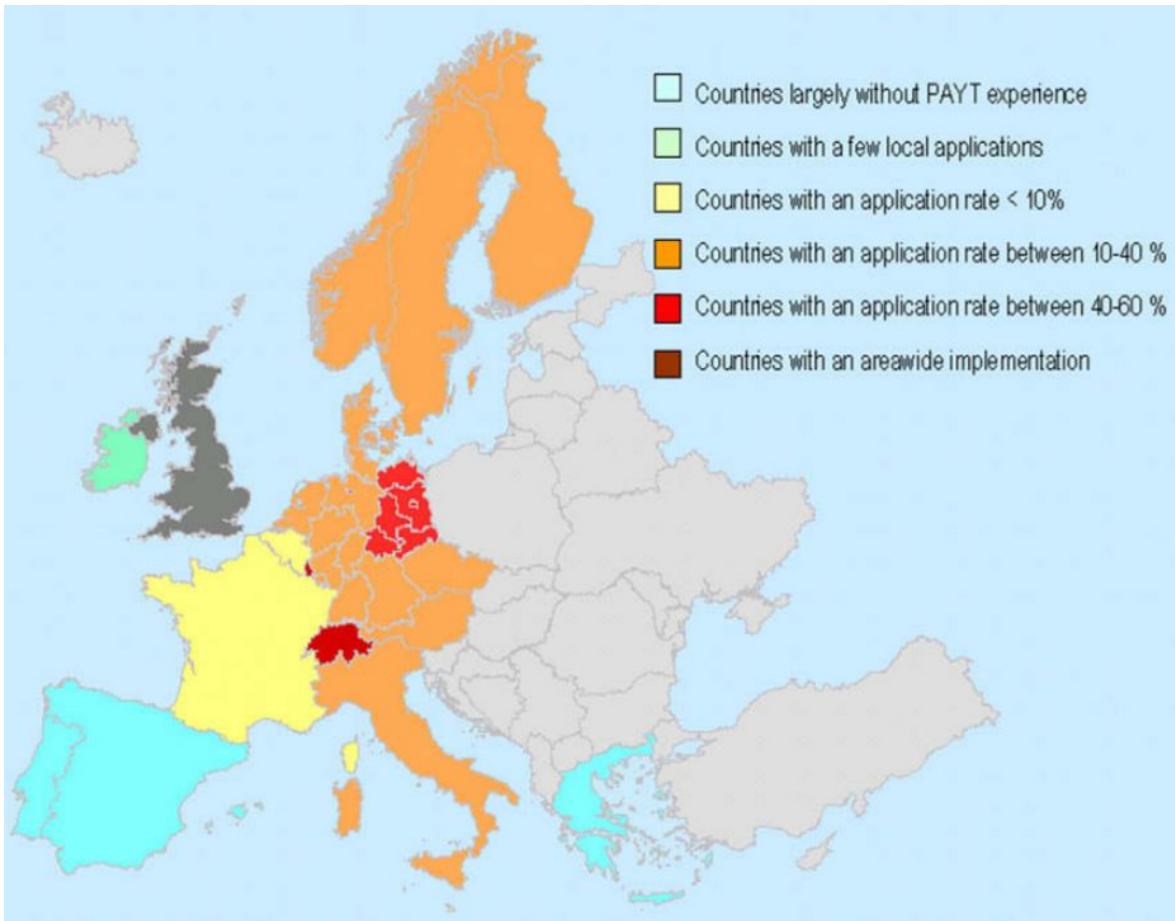 Countries largely without PAYT experience
Countries with a few local applications
Countries with an application rate < 10%
Countries with an application rate between 10-40 %
Countries with an application rate between 40-60 %
Countries with an areawide implementation